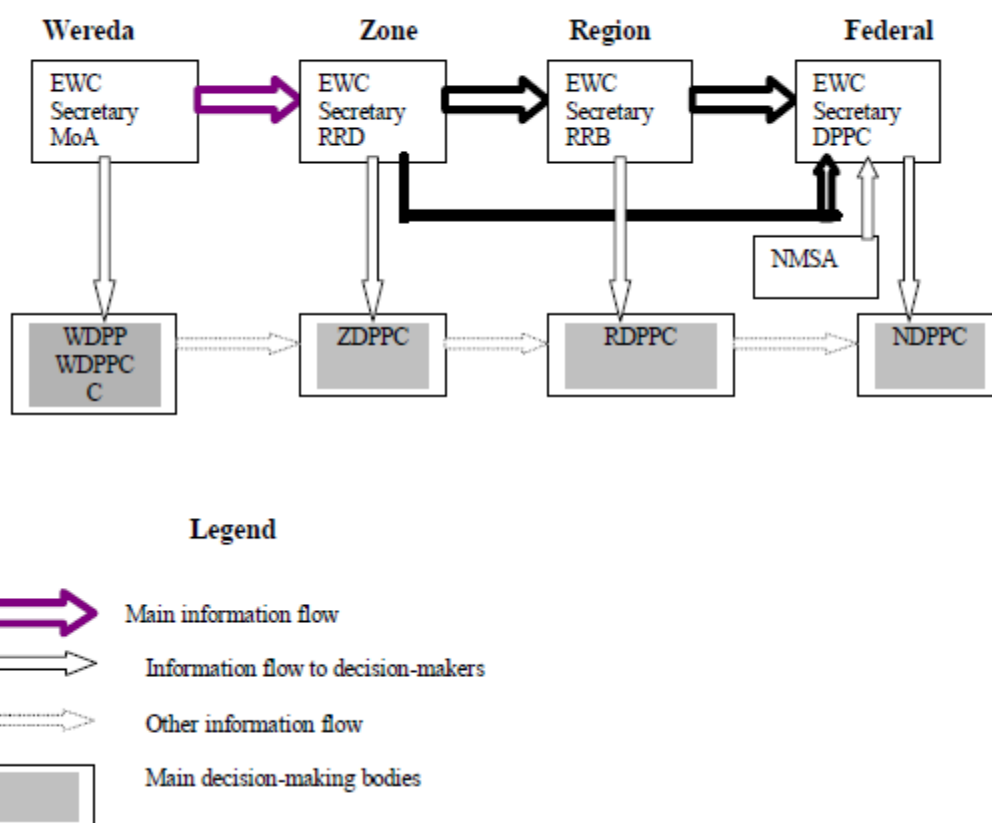 Wereda
Zone
Region
Federal
EWC
Secretary
MoA
EWC
Secretary
RRD
EWC
Secretary
RRB
EWC
Secretary
DPPC
NMSA
WDPP
WDPPC
C
ZDPPC
RDPPC
NDPPC
Legend
Main information flow
Information flow to decision-makers
Other information flow
Main decision-making bodies